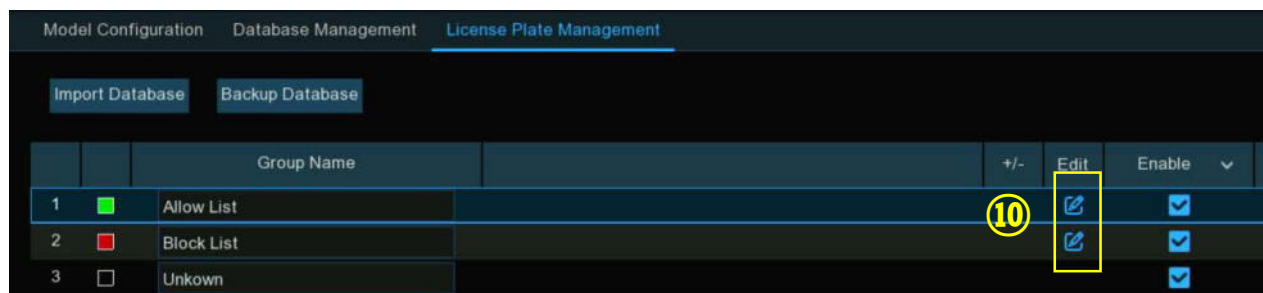 Model Configuration Database Management License Plate Management
Import Database Backup Database
Group Name +/- Edit Enable
1 Allow List
⑩
2 Block List
3 Unkown